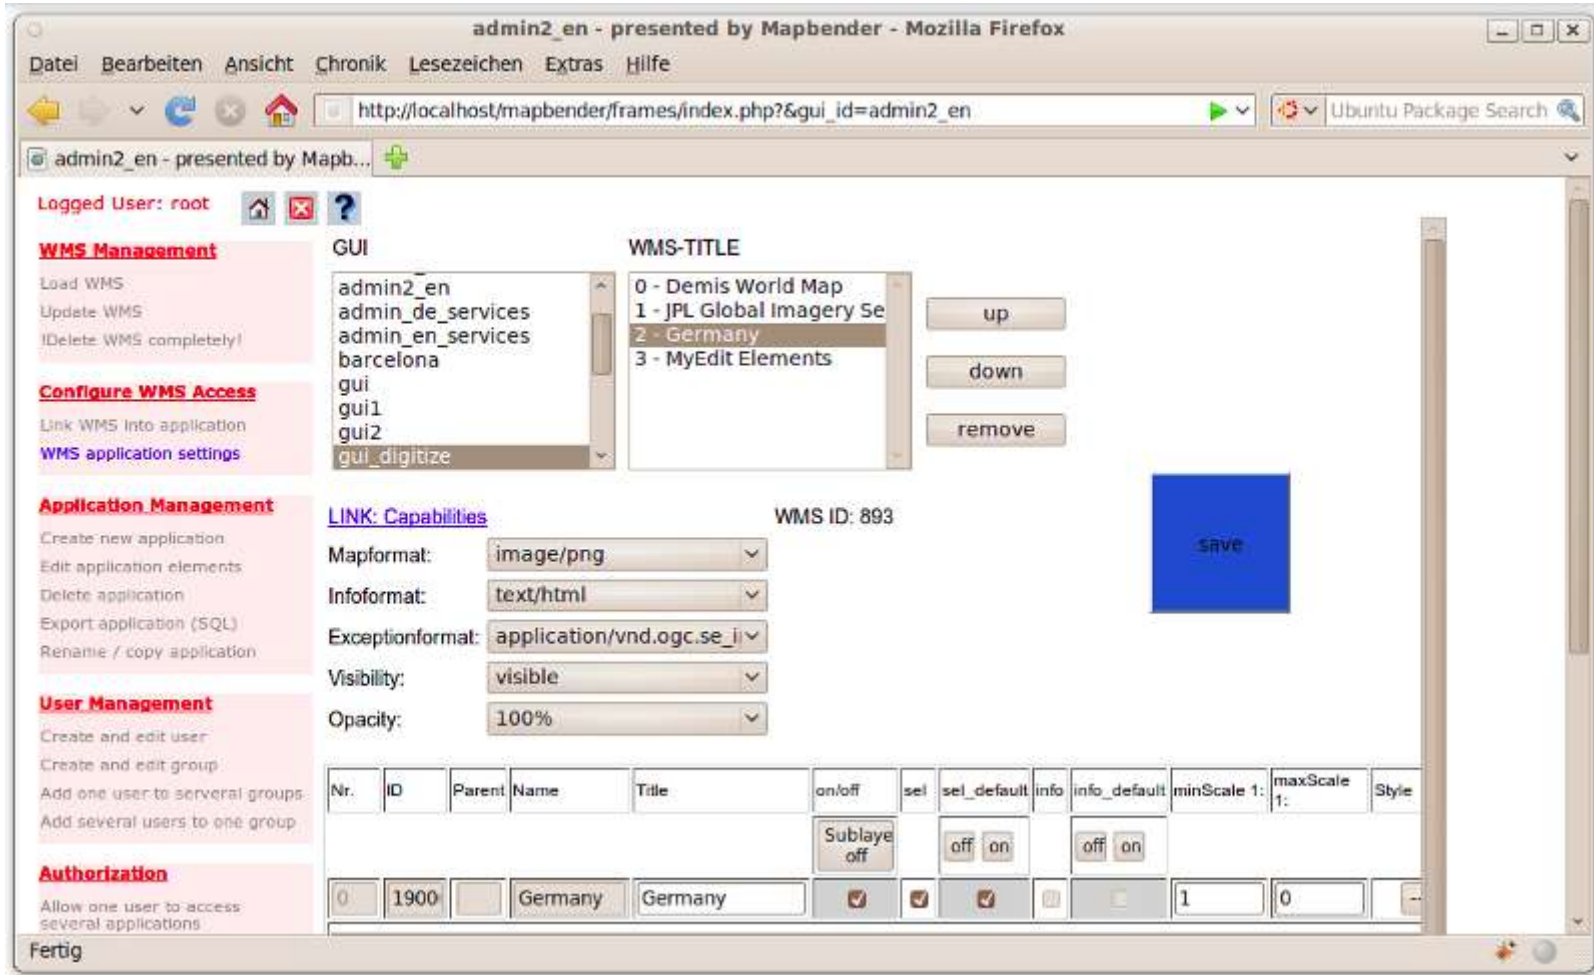 admin2_en - presented by Mapbender - Mozilla Firefox
Datei Bearbeiten Ansicht Chronik Lesezeichen Extras Hilfe
http://localhost/mapbender/frames/index.php?&gui_id=admin2_en
Ubuntu Package Search
admin2_en - presented by Mapb...
Logged User: root
?
WMS Management
Load WMS
Update WMS
!Delete WMS completely!
Configure WMS Access
Link WMS into application
WMS application settings
Application Management
Create new application
Edit application elements
Delete application
Export application (SQL)
Rename / copy application
User Management
Create and edit user
Create and edit group
Add one user to serveral groups
Add several users to one group
Authorization
Allow one user to access
several applications
GUI
admin2_en
admin_de_services
admin_en_services
barcelona
gui
gui1
gui2
gui_digitize
WMS-TITLE
0 - Demis World Map
1 - JPL Global Imagery Se
2 - Germany
3 - MyEdit Elements
up
down
remove
LINK: Capabilities WMS ID: 893
save
Mapformat: image/png
Infoformat: text/html
Exceptionformat: application/vnd.ogc.se_i
Visibility: visible
Opacity: 100%
Nr. ID Parent Name Title on/off sel sel_default info info_default minScale 1: maxScale 1: Style
Sublaye
off
off on off on
0 1900 Germany Germany 1 0 --
Fertig